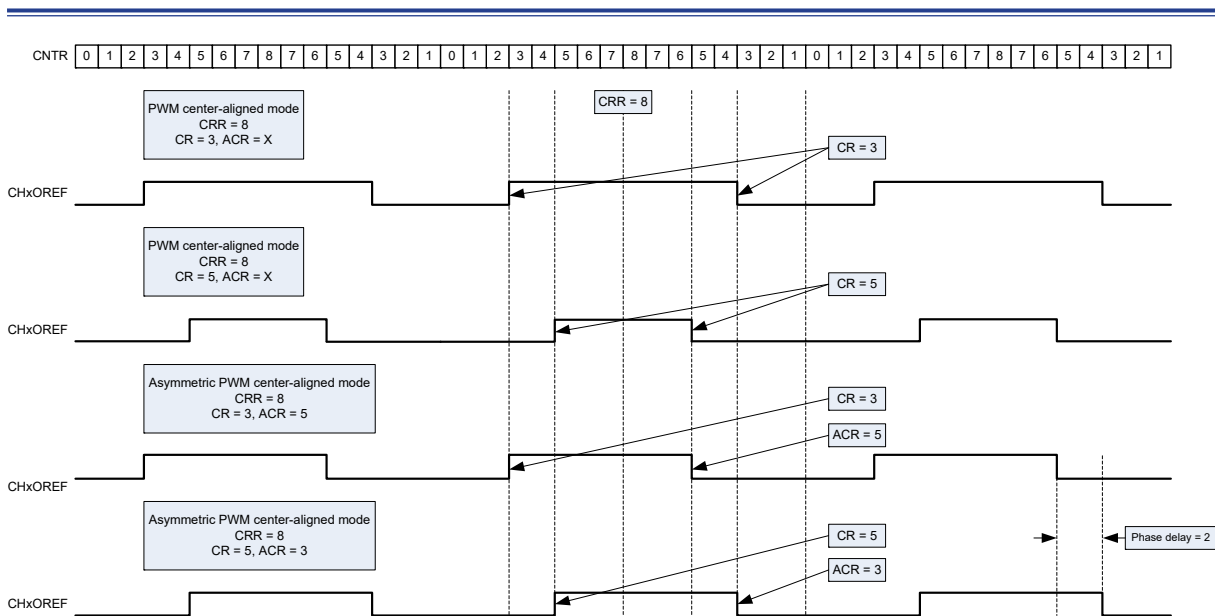 CNTR 0 1 2 3 4 5 6 7 8 7 6 5 4 3 2 1 0 1 2 3 4 5 6 7 8 7 6 5 4 3 2 1 0 1 2 3 4 5 6 7 8 7 6 5 4 3 2 1
PWM center-aligned mode
CRR = 8
CR = 3, ACR = X
CRR = 8
CR = 3
CHxOREF
PWM center-aligned mode
CRR = 8
CR = 5, ACR = X
CR = 5
CHxOREF
Asymmetric PWM center-aligned mode
CRR = 8
CR = 3, ACR = 5
CR = 3
ACR = 5
CHxOREF
Asymmetric PWM center-aligned mode
CRR = 8
CR = 5, ACR = 3
CR = 5
Phase delay = 2
ACR = 3
CHxOREF